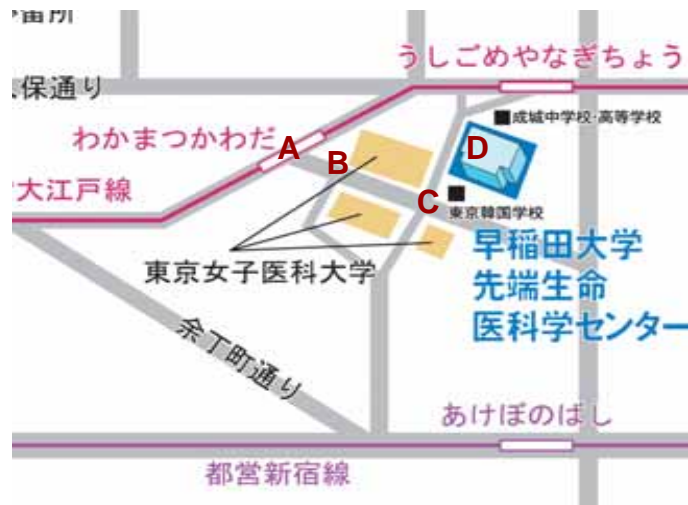 うしごめやなぎちょう
保通り
■成城中学校・高等学校
わかまつかわだ
A
B
D
C
大江戸線
東京韓国学校
早稲田大学
先端生命
医科学センター
東京女子医科大学
余丁町通り
あけぼのばし
都営新宿線